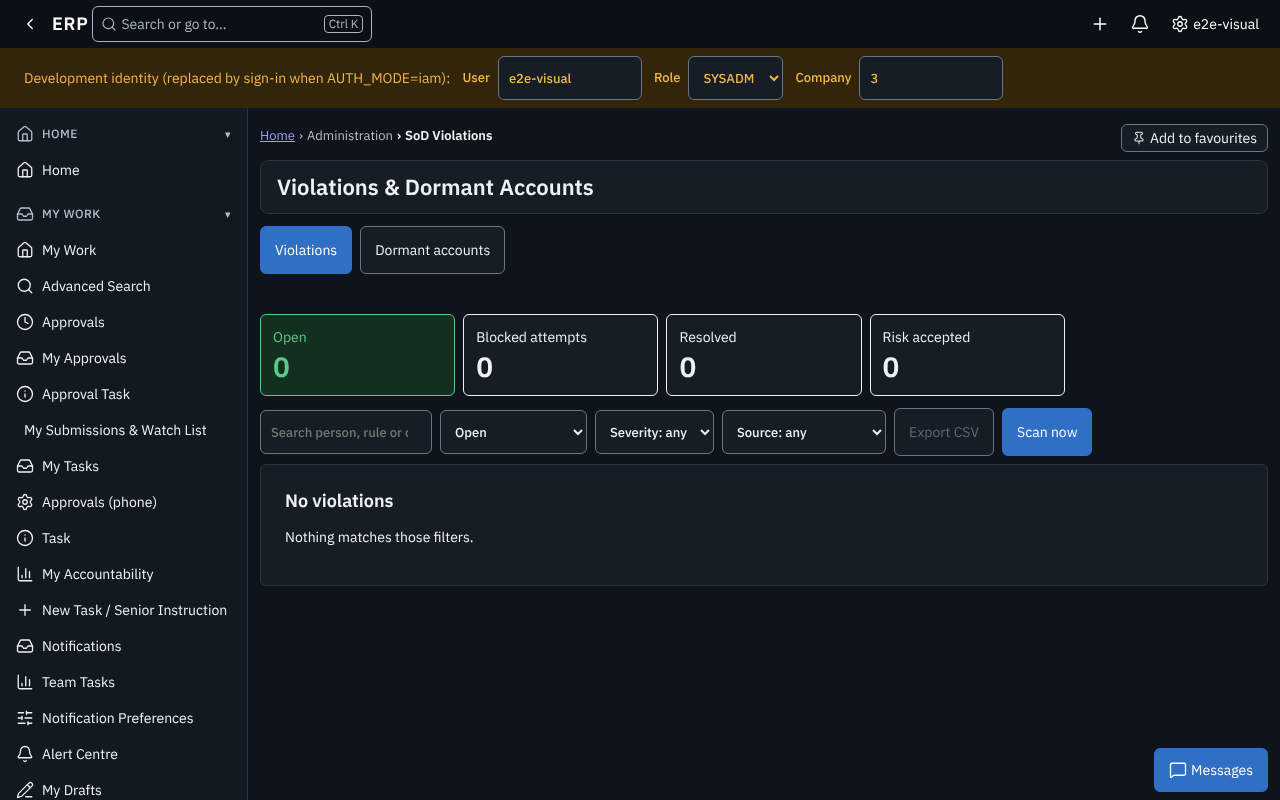 ERP
Search or go to...
Ctrl K
e2e-visual
Development identity (replaced by sign-in when AUTH_MODE=iam):
User
e2e-visual
Role
SYSADM
Company
3
HOME
Home
MY WORK
My Work
Advanced Search
Approvals
My Approvals
Approval Task
My Submissions & Watch List
My Tasks
Approvals (phone)
Task
My Accountability
New Task / Senior Instruction
Notifications
Team Tasks
Notification Preferences
Alert Centre
My Drafts
Home › Administration › SoD Violations
Add to favourites
Violations & Dormant Accounts
Violations
Dormant accounts
Open
0
Blocked attempts
0
Resolved
0
Risk accepted
0
Search person, rule or
Open
Severity: any
Source: any
Export CSV
Scan now
No violations
Nothing matches those filters.
Messages